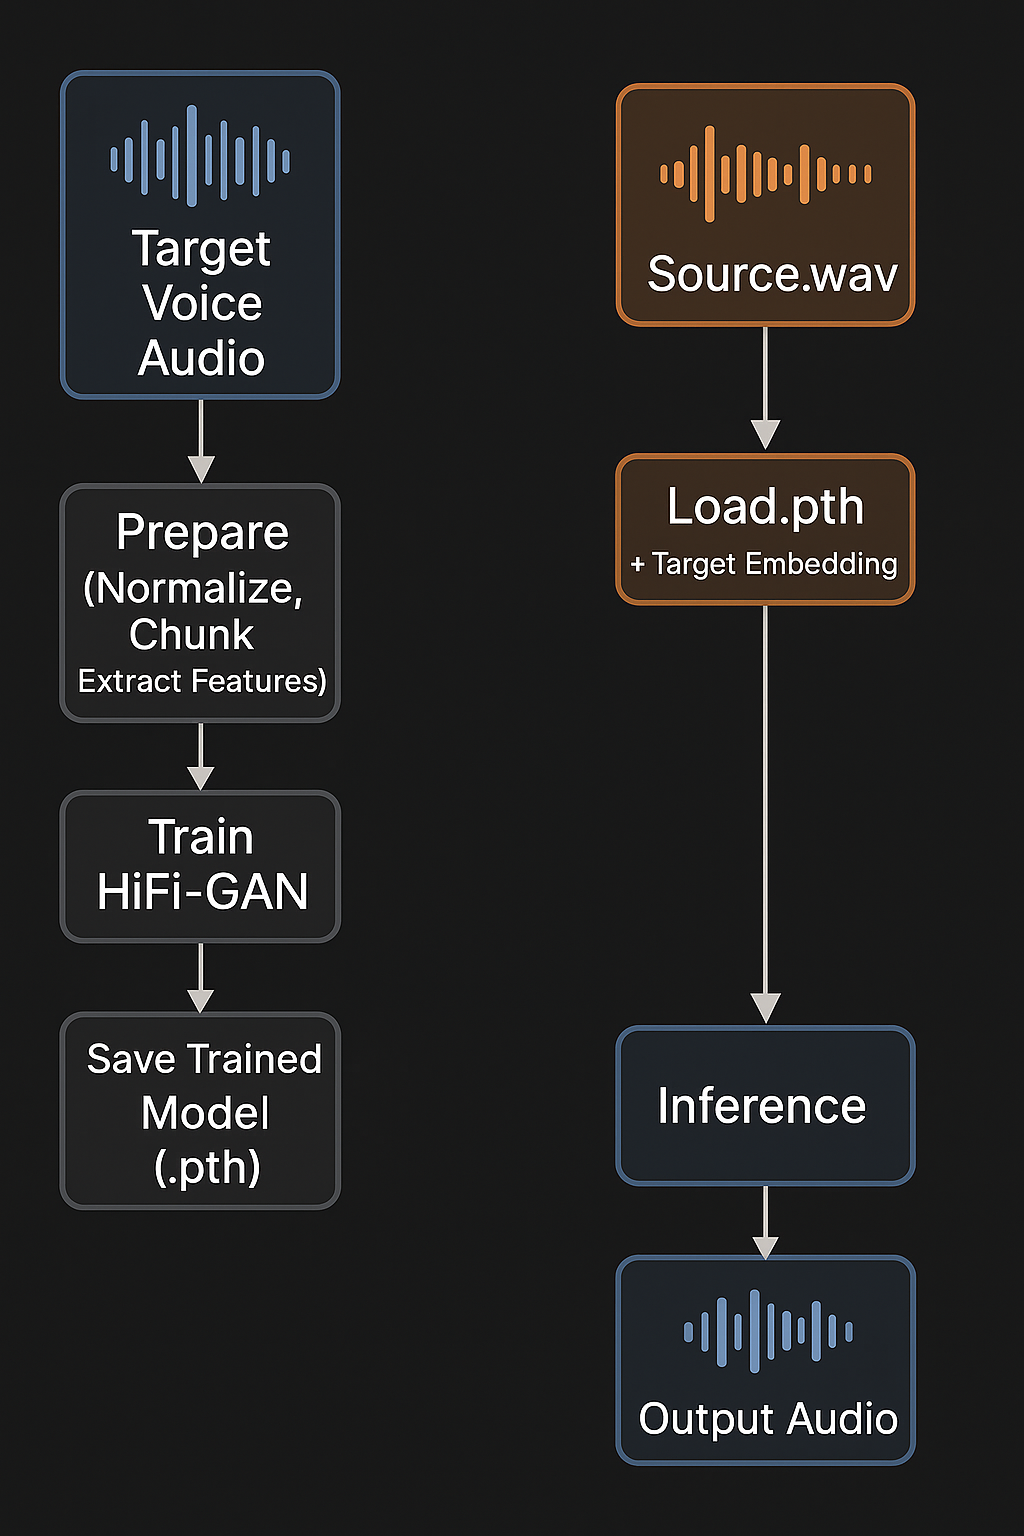 Target
Voice
Audio
Prepare
(Normalize,
Chunk
Extract Features)
Train
HiFi-GAN
Save Trained
Model
(.pth)
Source.wav
Load.pth
+ Target Embedding
Inference
Output Audio